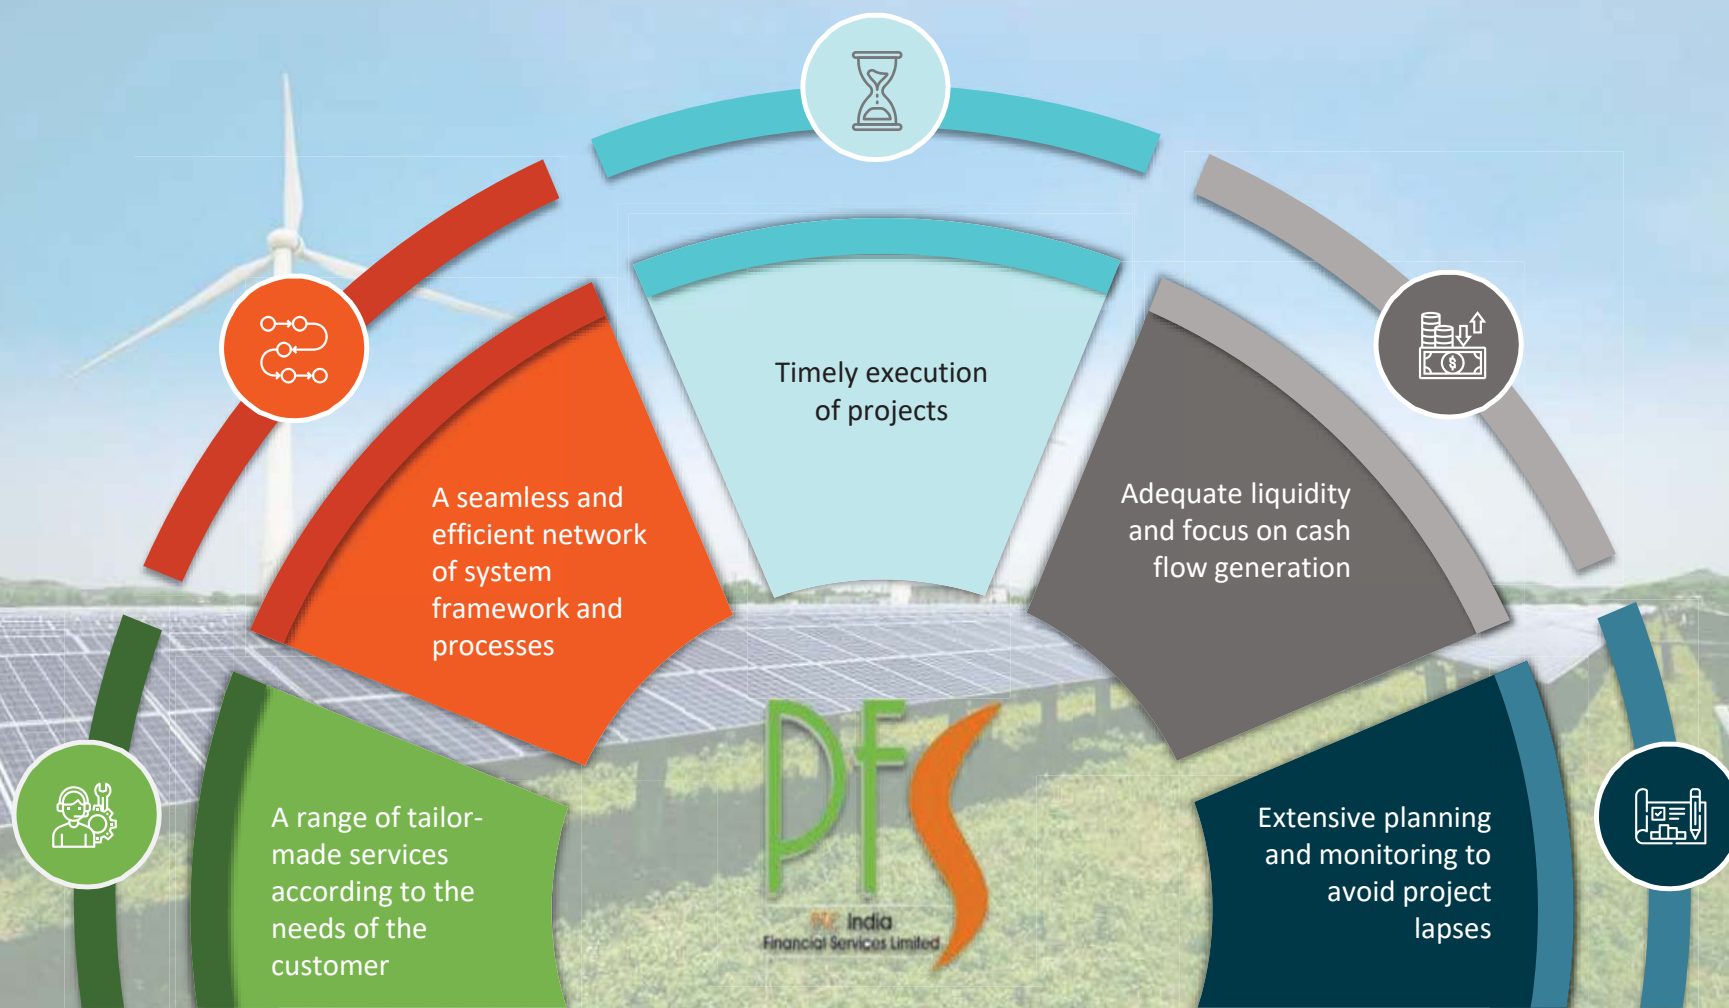 Timely execution
of projects
A seamless and
efficient network
of system
framework and
processes
Adequate liquidity
and focus on cash
flow generation
A range of tailor-
made services
according to the
needs of the
customer
Extensive planning
and monitoring to
avoid project
lapses
PFS
PTC India
Financial Services Limited